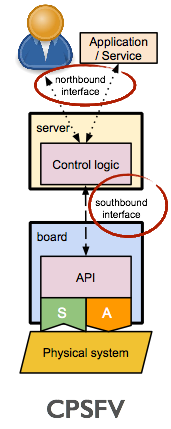 Application
/ Service
northbound
interface
server
Control logic
southbound
interface
board
API
S A
Physical system
CPSFV